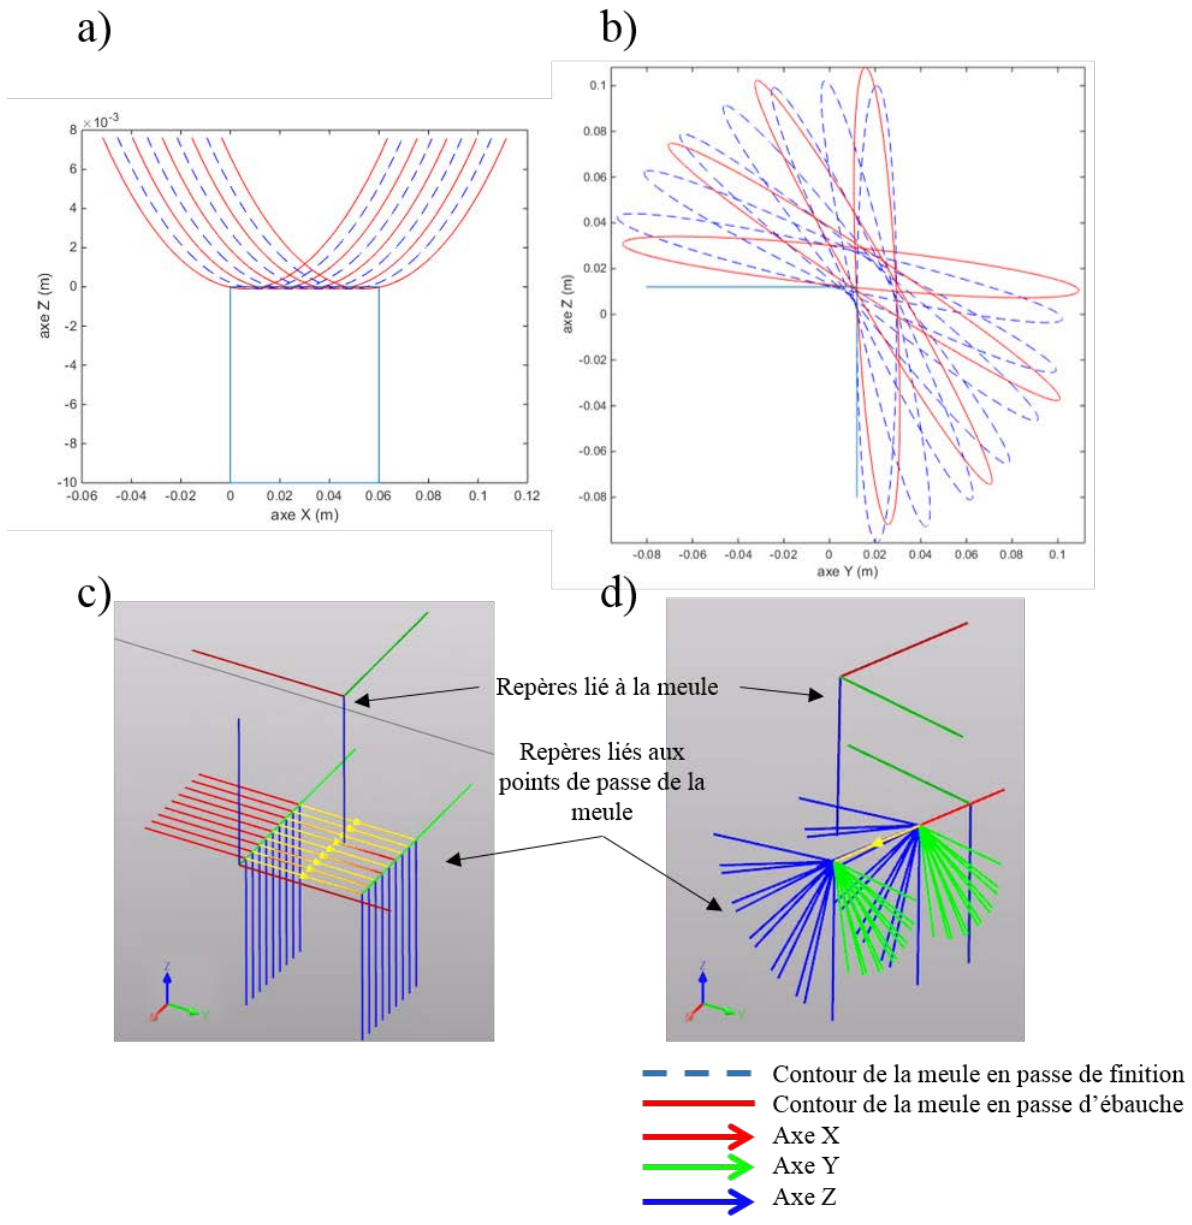 a)
b)
×10⁻³
8
6
4
2
0
-2
-4
-6
-8
-10
axe Z (m)
-0.06 -0.04 -0.02 0 0.02 0.04 0.06 0.08 0.1 0.12
axe X (m)
0.1
0.08
0.06
0.04
0.02
0
-0.02
-0.04
-0.06
-0.08
axe Z (m)
-0.08 -0.06 -0.04 -0.02 0 0.02 0.04 0.06 0.08 0.1
axe Y (m)
c)
d)
Repères lié à la meule
Repères liés aux
points de passe de la
meule
Z
Y
Z
Y
Contour de la meule en passe de finition
Contour de la meule en passe d'ébauche
Axe X
Axe Y
Axe Z